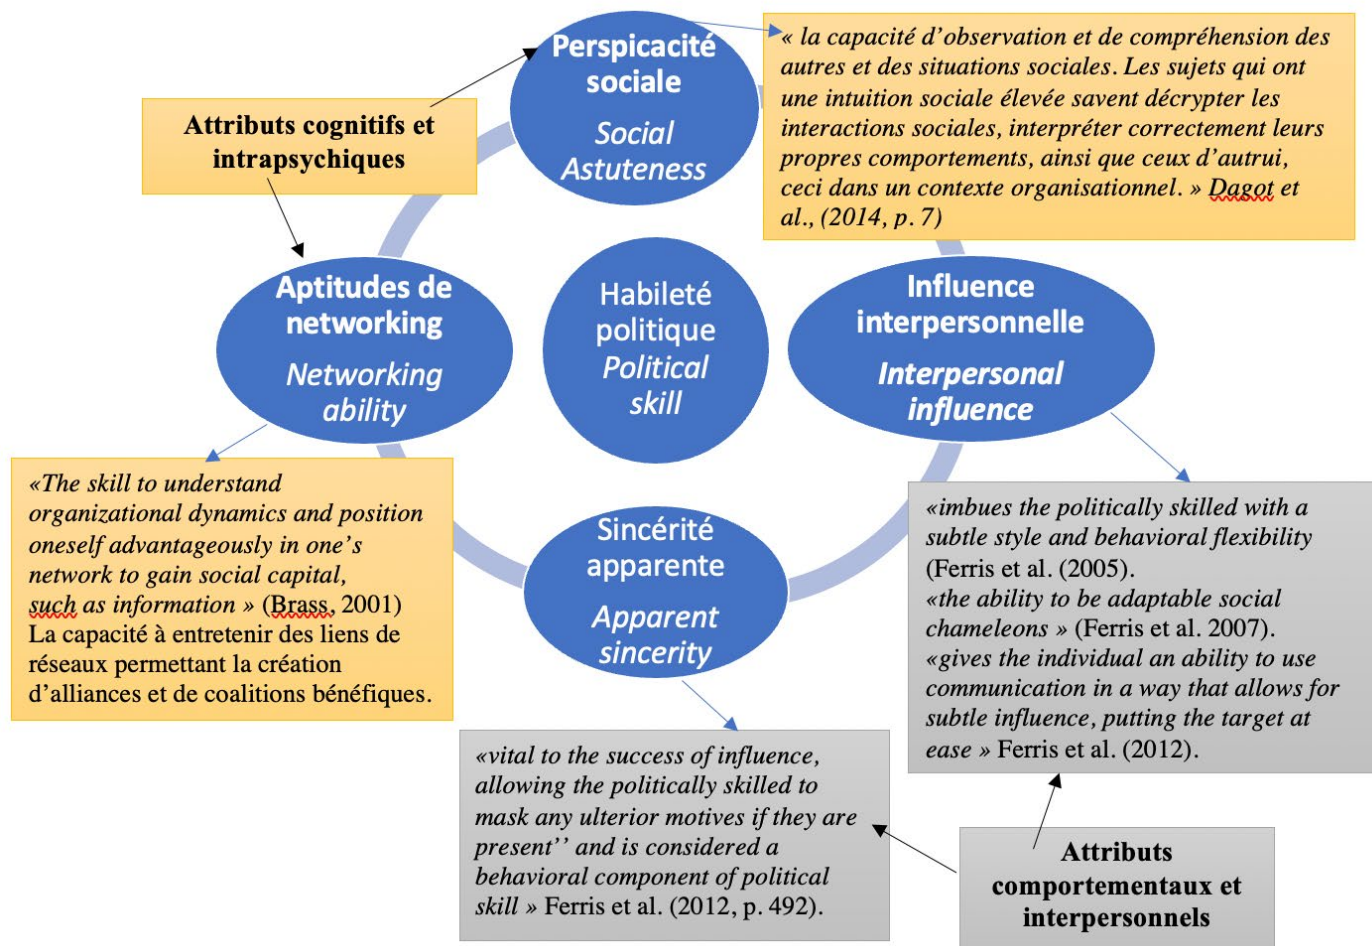 Perspicacité
sociale
Social
Astuteness
« la capacité d’observation et de compréhension des
autres et des situations sociales. Les sujets qui ont
une intuition sociale élevée savent décrypter les
interactions sociales, interpréter correctement leurs
propres comportements, ainsi que ceux d’autrui,
ceci dans un contexte organisationnel. » Dagot et
al., (2014, p. 7)
Attributs cognitifs et
intrapsychiques
Aptitudes de
networking
Networking
ability
Habileté
politique
Political
skill
Influence
interpersonnelle
Interpersonal
influence
«The skill to understand
organizational dynamics and position
oneself advantageously in one’s
network to gain social capital,
such as information » (Brass, 2001)
La capacité à entretenir des liens de
réseaux permettant la création
d’alliances et de coalitions bénéfiques.
Sincérité
apparente
Apparent
sincerity
«imbues the politically skilled with a
subtle style and behavioral flexibility
(Ferris et al. (2005).
«the ability to be adaptable social
chameleons » (Ferris et al. 2007).
«gives the individual an ability to use
communication in a way that allows for
subtle influence, putting the target at
ease » Ferris et al. (2012).
«vital to the success of influence,
allowing the politically skilled to
mask any ulterior motives if they are
present’’ and is considered a
behavioral component of political
skill » Ferris et al. (2012, p. 492).
Attributs
comportementaux et
interpersonnels